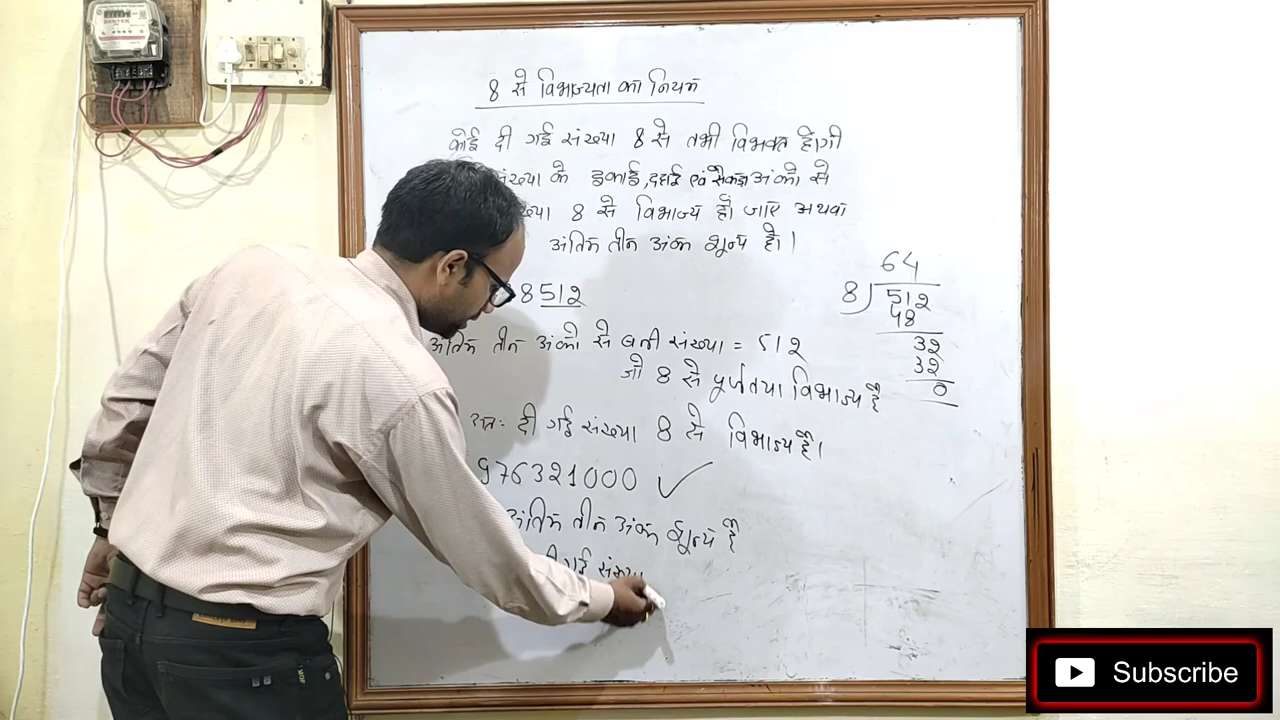 8 से विभाज्यता का नियम
कोई दी गई संख्या 8 से तभी विभक्त होगी
संख्या के इकाई, दहाई एवं सैकड़ा अंको से
8 से विभाज्य हो जाए अथवा
अंतिम तीन अंक शून्य हो।
8512
अंतिम तीन अंको से बनी संख्या = 512
जो 8 से पूर्णतया विभाज्य है
अतः दी गई संख्या 8 से विभाज्य है।
976321000 ✓
अंतिम तीन अंक शून्य है
गई संख्या
64
8)512
48
32
32
0
Subscribe